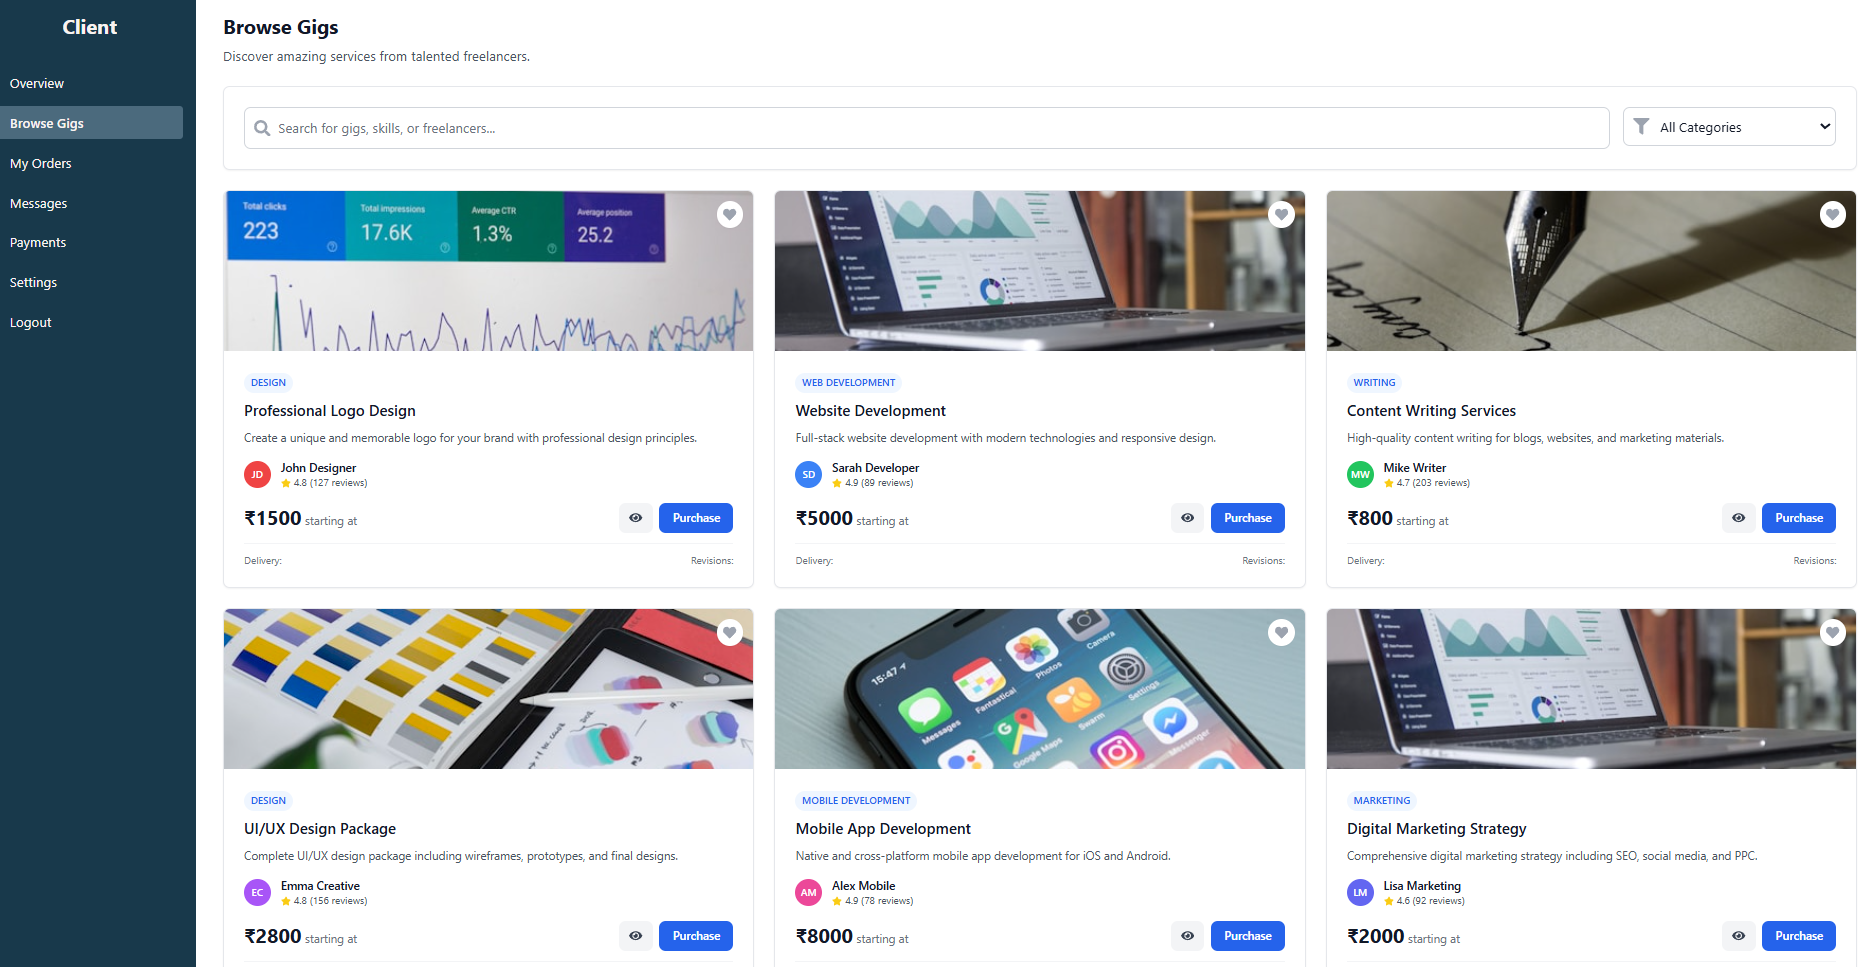 Client
Overview
Browse Gigs
My Orders
Messages
Payments
Settings
Logout
Browse Gigs
Discover amazing services from talented freelancers.
Search for gigs, skills, or freelancers...
All Categories
Total clicks
223
Total impressions
17.6K
Average CTR
1.3%
Average position
25.2
DESIGN
Professional Logo Design
Create a unique and memorable logo for your brand with professional design principles.
JD
John Designer
4.8 (127 reviews)
₹1500 starting at
Purchase
Delivery:
Revisions:
WEB DEVELOPMENT
Website Development
Full-stack website development with modern technologies and responsive design.
SD
Sarah Developer
4.9 (89 reviews)
₹5000 starting at
Purchase
Delivery:
Revisions:
WRITING
Content Writing Services
High-quality content writing for blogs, websites, and marketing materials.
MW
Mike Writer
4.7 (203 reviews)
₹800 starting at
Purchase
Delivery:
Revisions:
DESIGN
UI/UX Design Package
Complete UI/UX design package including wireframes, prototypes, and final designs.
EC
Emma Creative
4.8 (156 reviews)
₹2800 starting at
Purchase
15:47
Messages
Fantastical
Photos
Camera
Google Maps
Swarm
Settings
Messenger
MOBILE DEVELOPMENT
Mobile App Development
Native and cross-platform mobile app development for iOS and Android.
AM
Alex Mobile
4.9 (78 reviews)
₹8000 starting at
Purchase
MARKETING
Digital Marketing Strategy
Comprehensive digital marketing strategy including SEO, social media, and PPC.
LM
Lisa Marketing
4.6 (92 reviews)
₹2000 starting at
Purchase